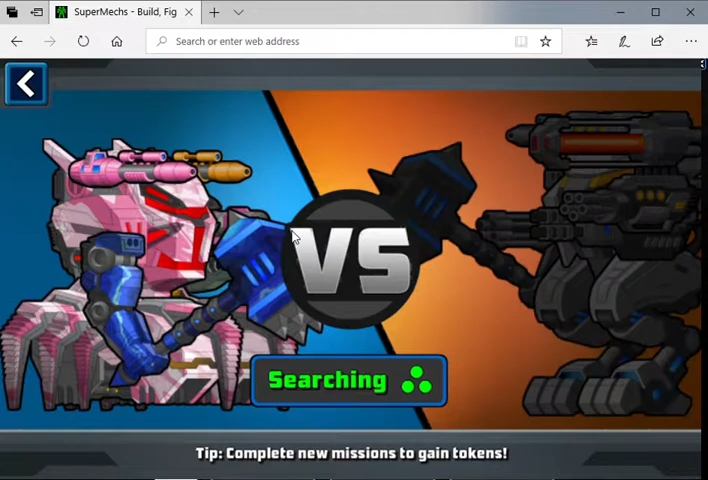 SuperMechs - Build, Fig
Search or enter web address
VS
Searching
Tip: Complete new missions to gain tokens!